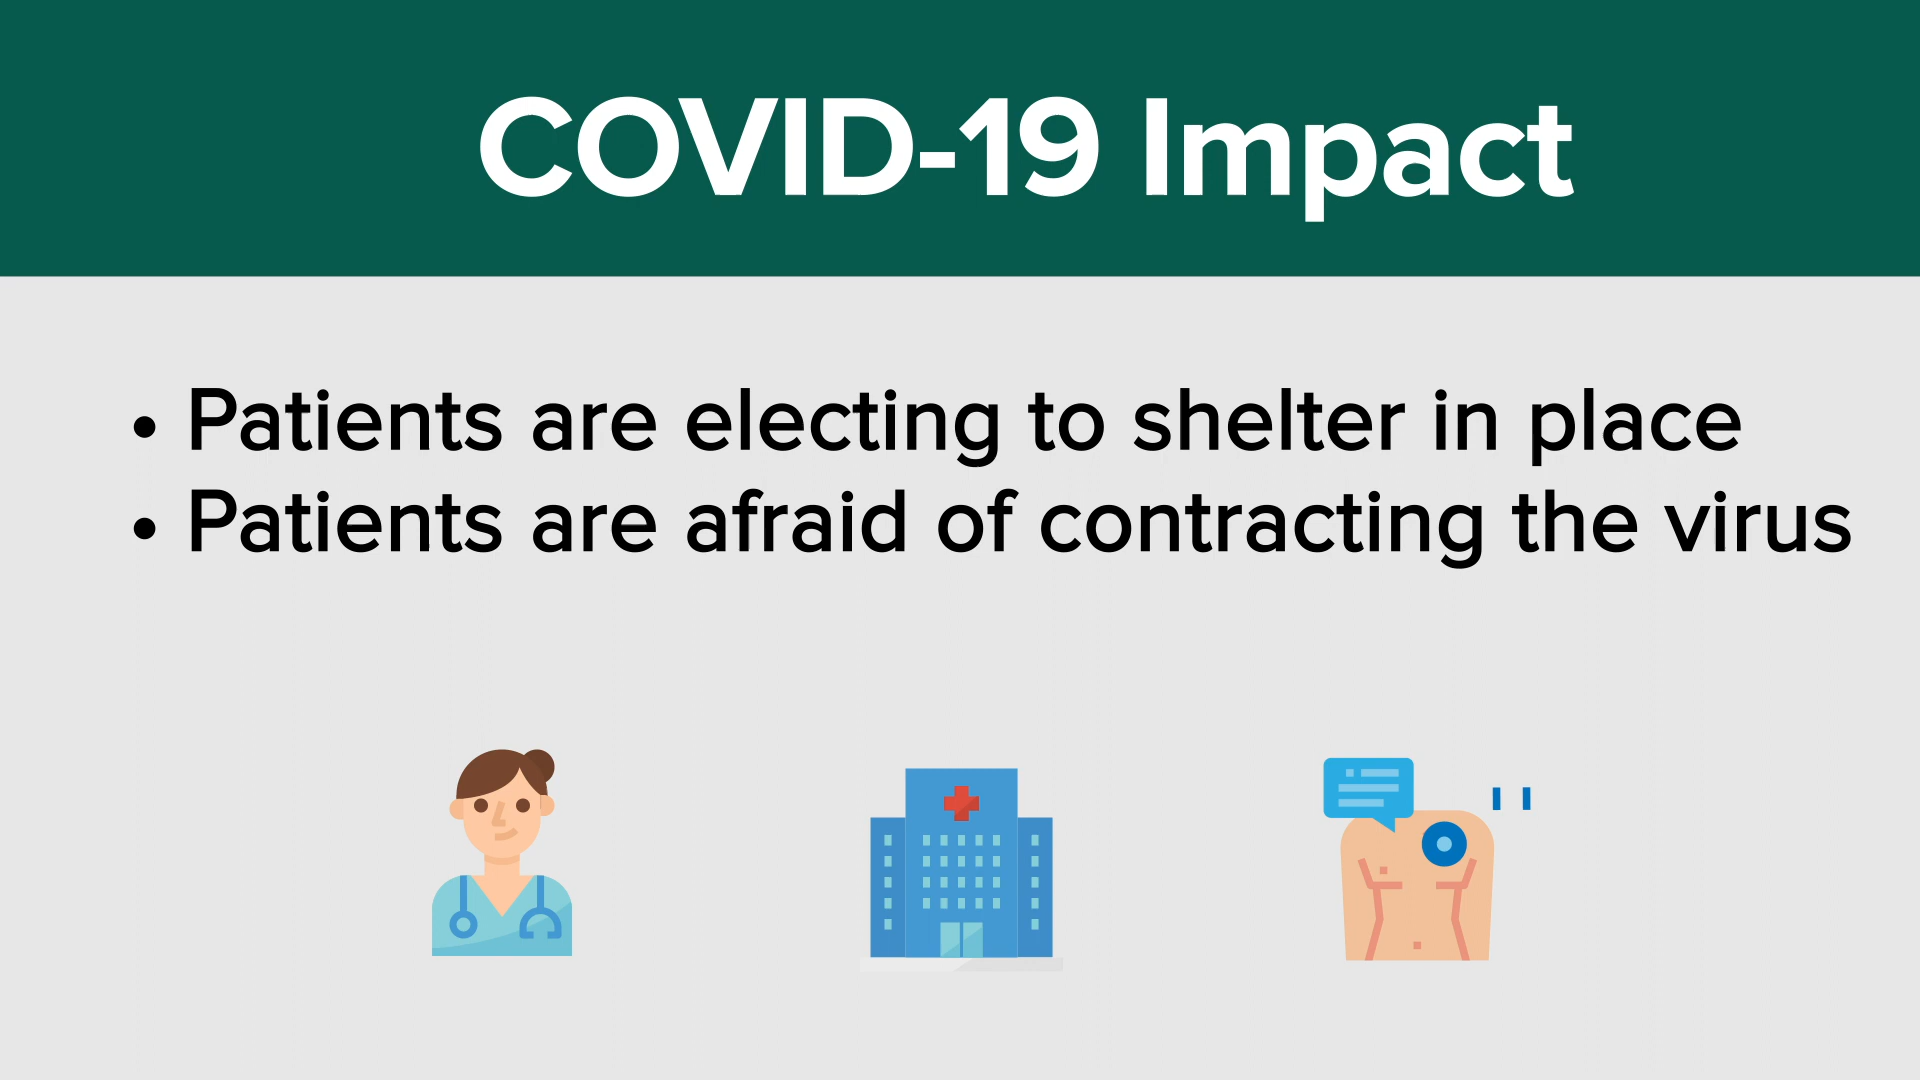 COVID-19 Impact
• Patients are electing to shelter in place
• Patients are afraid of contracting the virus